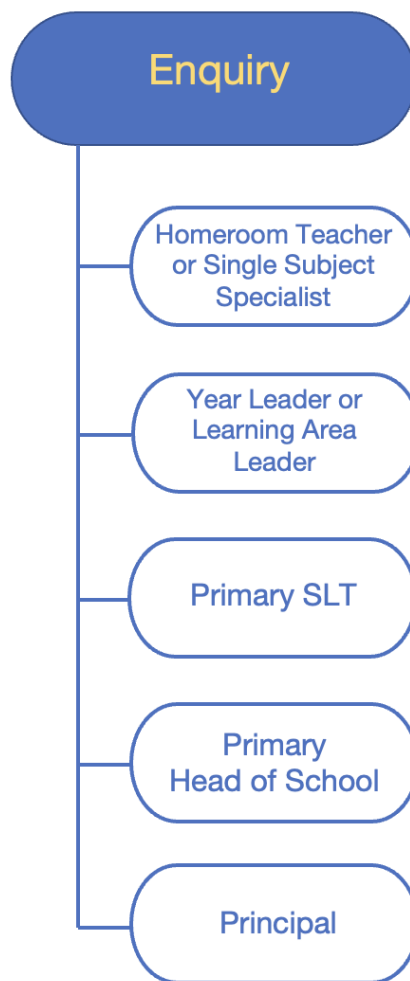 Enquiry
Homeroom Teacher
or Single Subject
Specialist
Year Leader or
Learning Area
Leader
Primary SLT
Primary
Head of School
Principal